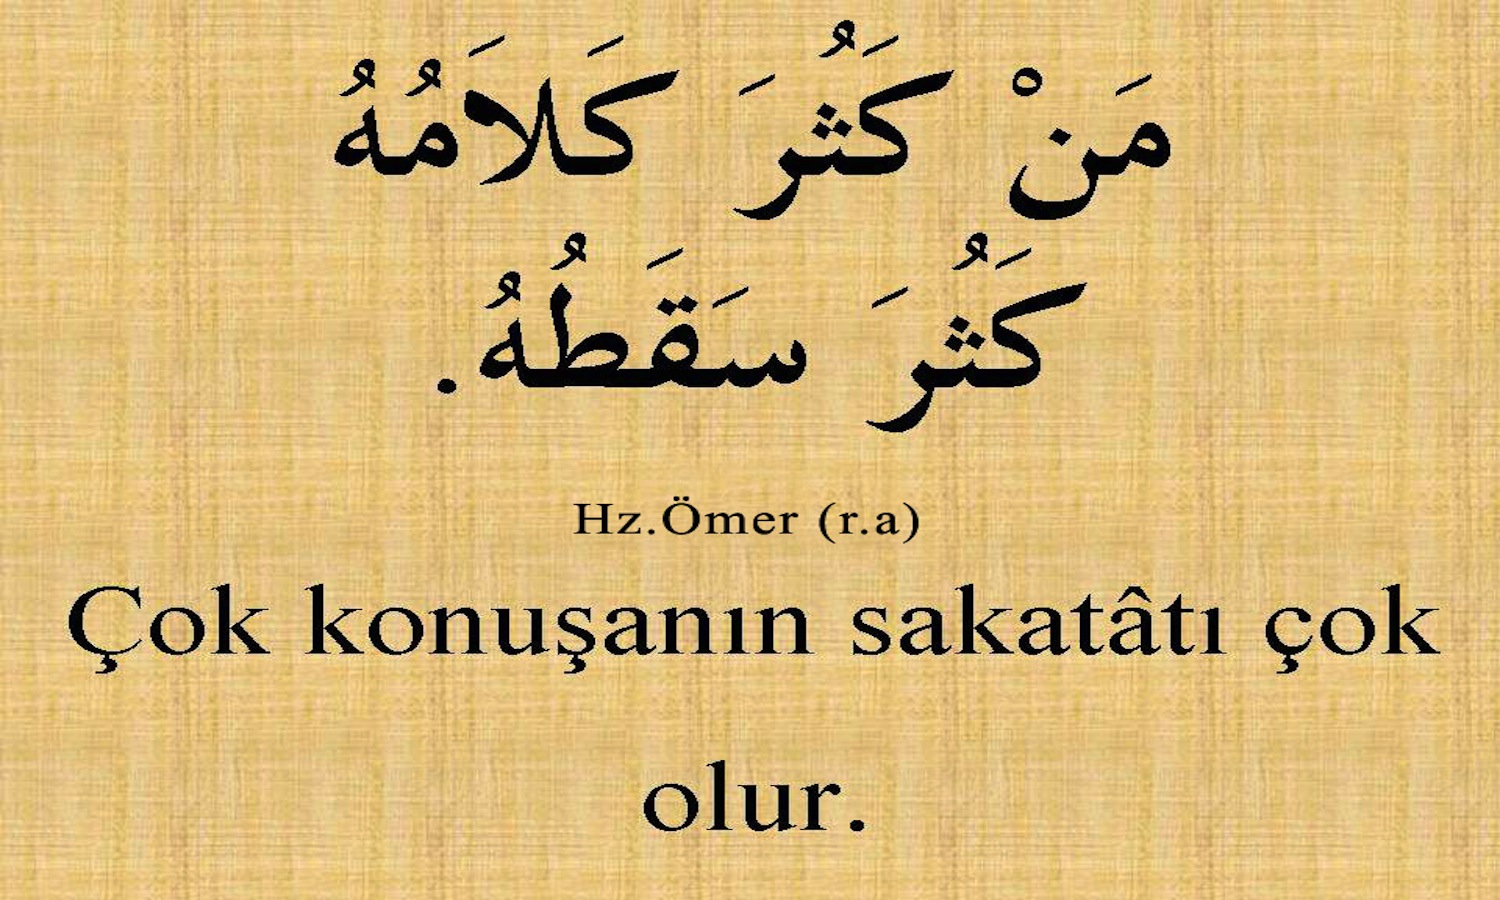 مَنْ كَثُرَ كَلَامُهُ
كَثُرَ سَقَطُهُ.
Hz.Ömer (r.a)
Çok konuşanın sakatâtı çok
olur.